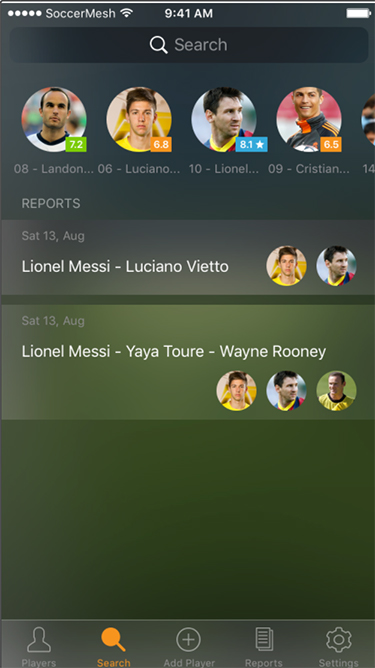 SoccerMesh 9:41 AM
Search
7.2 6.8 8.1 ★ 6.5
08 - Landon... 06 - Luciano... 10 - Lionel... 09 - Cristian... 14
REPORTS
Sat 13, Aug
Lionel Messi - Luciano Vietto
Sat 13, Aug
Lionel Messi - Yaya Toure - Wayne Rooney
Players Search Add Player Reports Settings